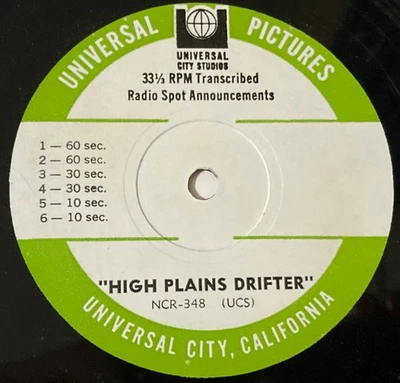 UNIVERSAL PICTURES
UNIVERSAL
CITY STUDIOS
33⅓ RPM Transcribed
Radio Spot Announcements
1 — 60 sec.
2 — 60 sec.
3 — 30 sec.
4 — 30 sec.
5 — 10 sec.
6 — 10 sec.
"HIGH PLAINS DRIFTER"
NCR-348 (UCS)
UNIVERSAL CITY, CALIFORNIA